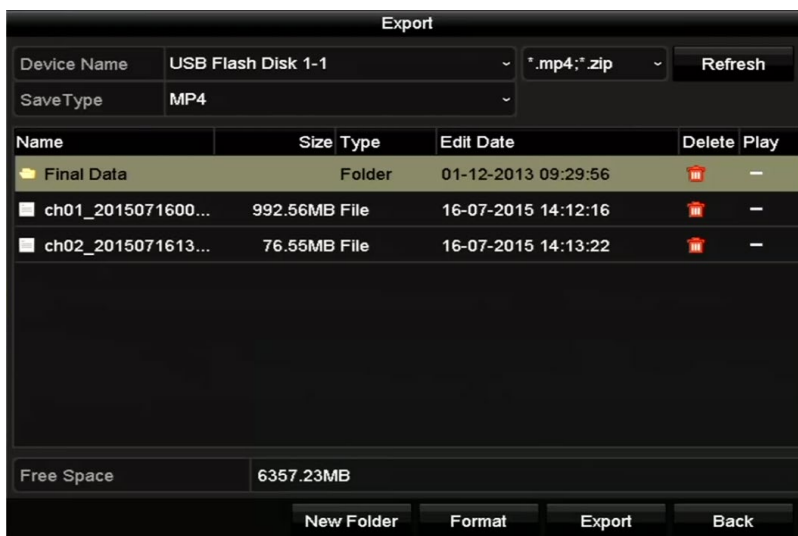 Export
Device Name USB Flash Disk 1-1 *.mp4;*.zip Refresh
SaveType MP4
Name Size Type Edit Date Delete Play
Final Data Folder 01-12-2013 09:29:56
ch01_2015071600... 992.56MB File 16-07-2015 14:12:16
ch02_2015071613... 76.55MB File 16-07-2015 14:13:22
Free Space 6357.23MB
New Folder Format Export Back